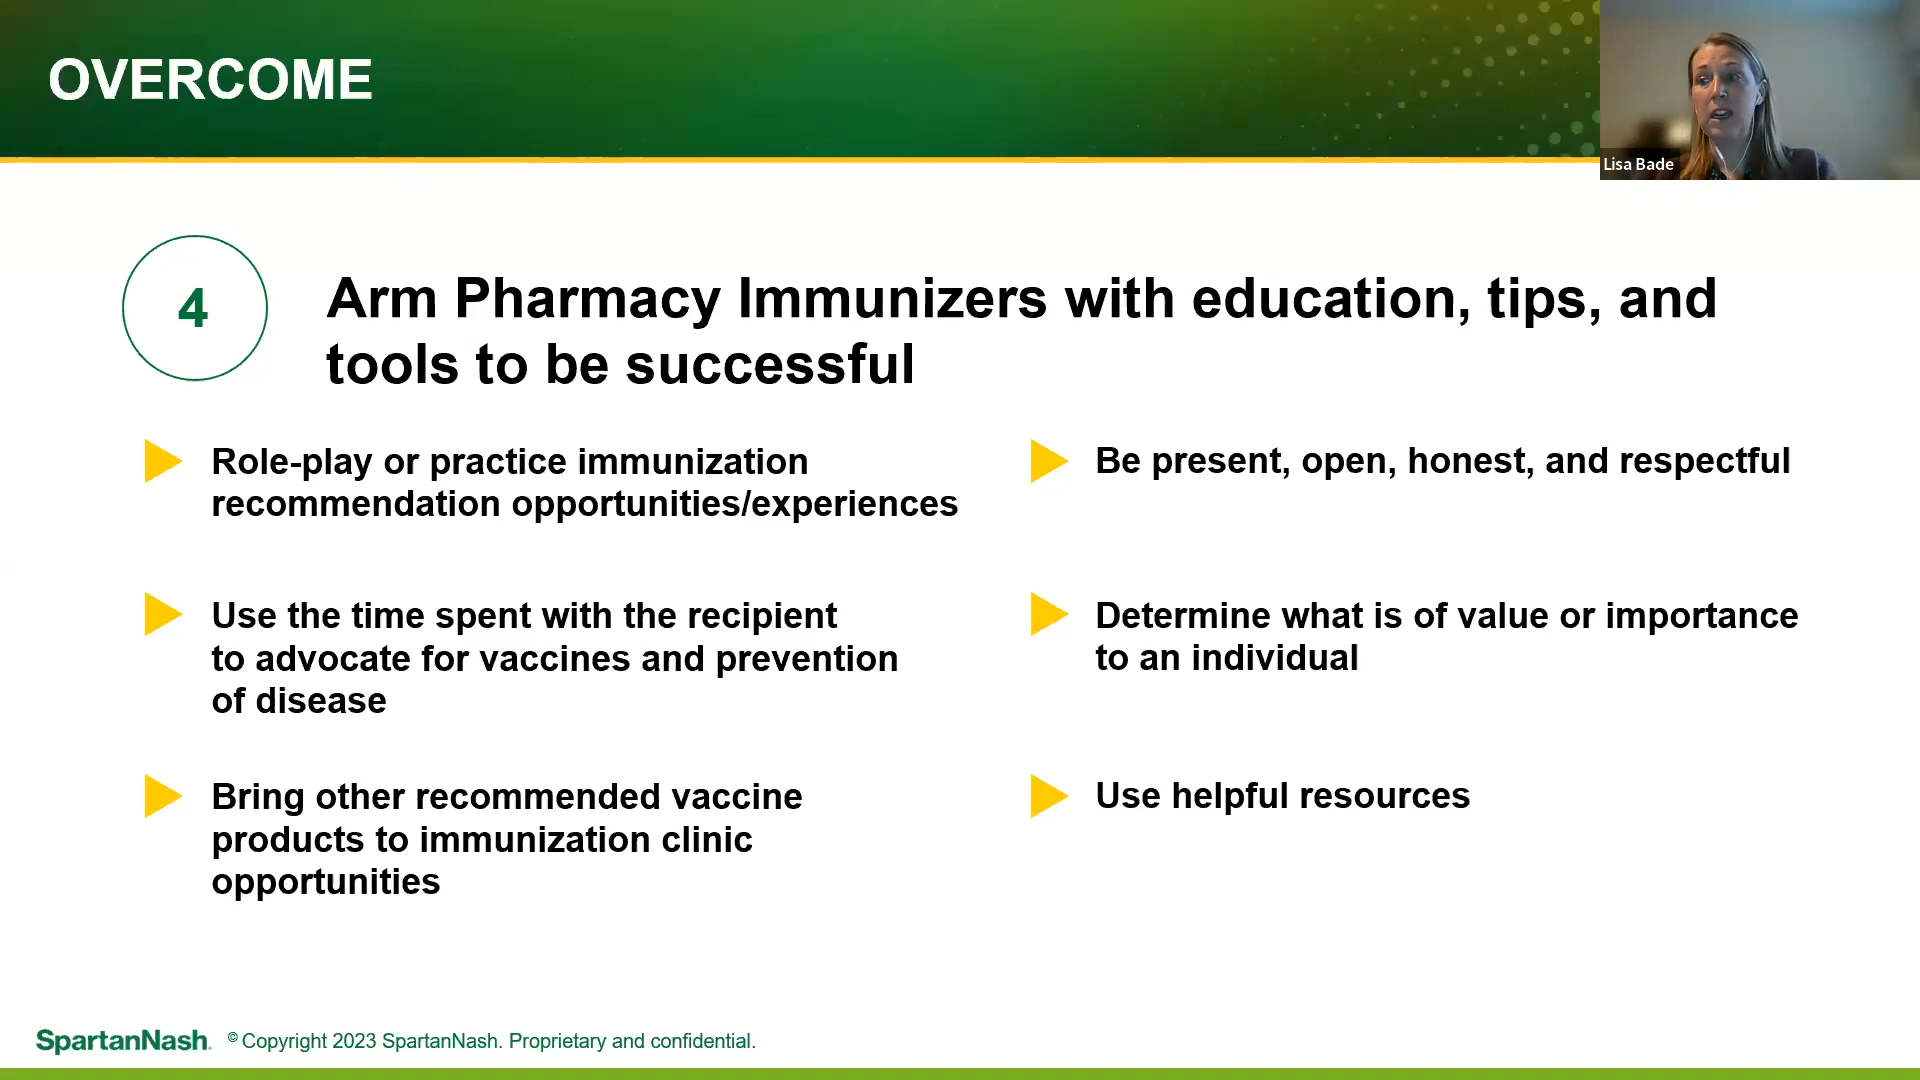 OVERCOME
Lisa Bade
4
Arm Pharmacy Immunizers with education, tips, and
tools to be successful
Role-play or practice immunization
recommendation opportunities/experiences
Use the time spent with the recipient
to advocate for vaccines and prevention
of disease
Bring other recommended vaccine
products to immunization clinic
opportunities
Be present, open, honest, and respectful
Determine what is of value or importance
to an individual
Use helpful resources
SpartanNash. © Copyright 2023 SpartanNash. Proprietary and confidential.